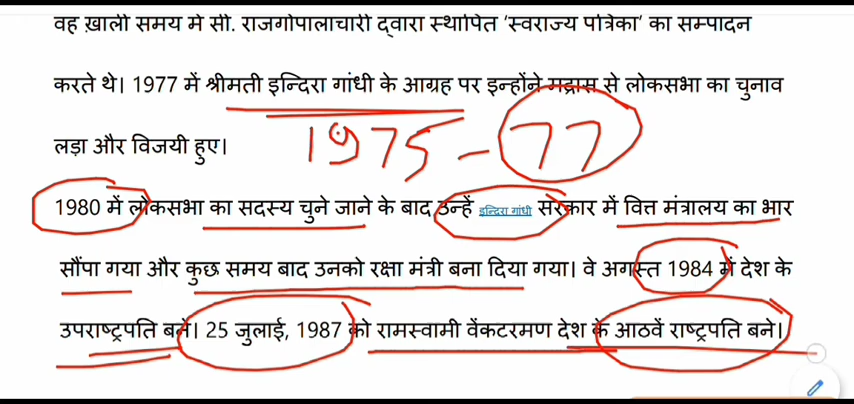 वह ख़ाली समय में सी. राजगोपालाचारी द्वारा स्थापित 'स्वराज्य पत्रिका' का सम्पादन
करते थे। 1977 में श्रीमती इन्दिरा गांधी के आग्रह पर इन्होंने मद्रास से लोकसभा का चुनाव
लड़ा और विजयी हुए।
1975 - 77
1980 में लोकसभा का सदस्य चुने जाने के बाद उन्हें इन्दिरा गांधी सरकार में वित्त मंत्रालय का भार
सौंपा गया और कुछ समय बाद उनको रक्षा मंत्री बना दिया गया। वे अगस्त 1984 में देश के
उपराष्ट्रपति बने। 25 जुलाई, 1987 को रामस्वामी वेंकटरमण देश के आठवें राष्ट्रपति बने।